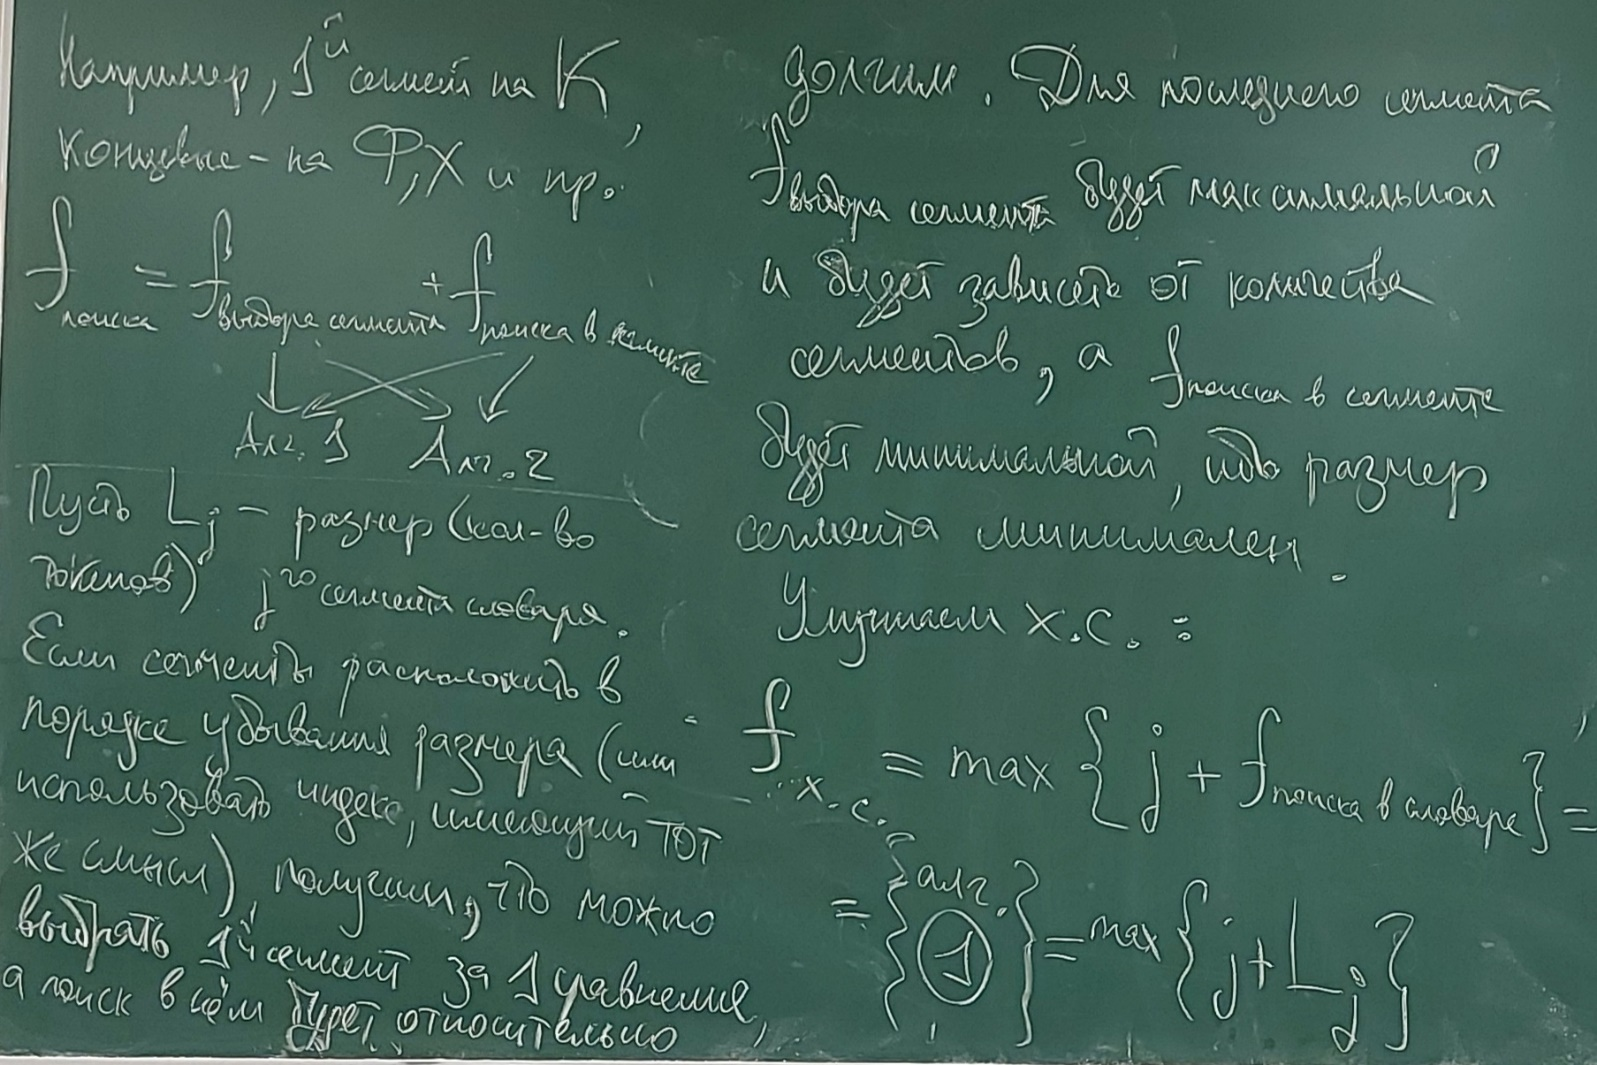 Например, 1й сегмент на К,
концевые - на Ф, Х и пр.
f поиска = f выбора сегмента + f поиска в сегменте
Алг. 1 Алг. 2
Пусть Lj - размер (кол-во
токенов) jго сегмента словаря.
Если сегменты расположить в
порядке убывания размера (или
использовать индекс, имеющий тот
же смысл) получим, что можно
выбрать 1й сегмент за 1 сравнение,
а поиск в нём будет относительно
долгим. Для последнего сегмента
f выбора сегмента будет максимальной
и будет зависеть от количества
сегментов, а f поиска в сегменте
будет минимальной, ибо размер
сегмента минимален.
Улучшаем х.с.:
f х.с. = max { j + f поиска в словаре } =
= { алг. 1 } = max { j + Lj }